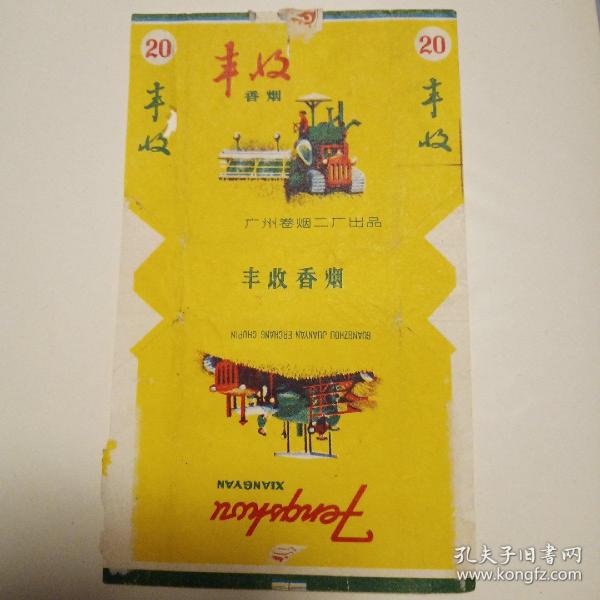 20
丰收
丰收
香烟
20
丰收
广州卷烟二厂出品
丰收香烟
GUANGZHOU JUANYAN ERCHANG CHUPIN
Fengshou
XIANGYAN
孔夫子旧书网
www.kongfz.com